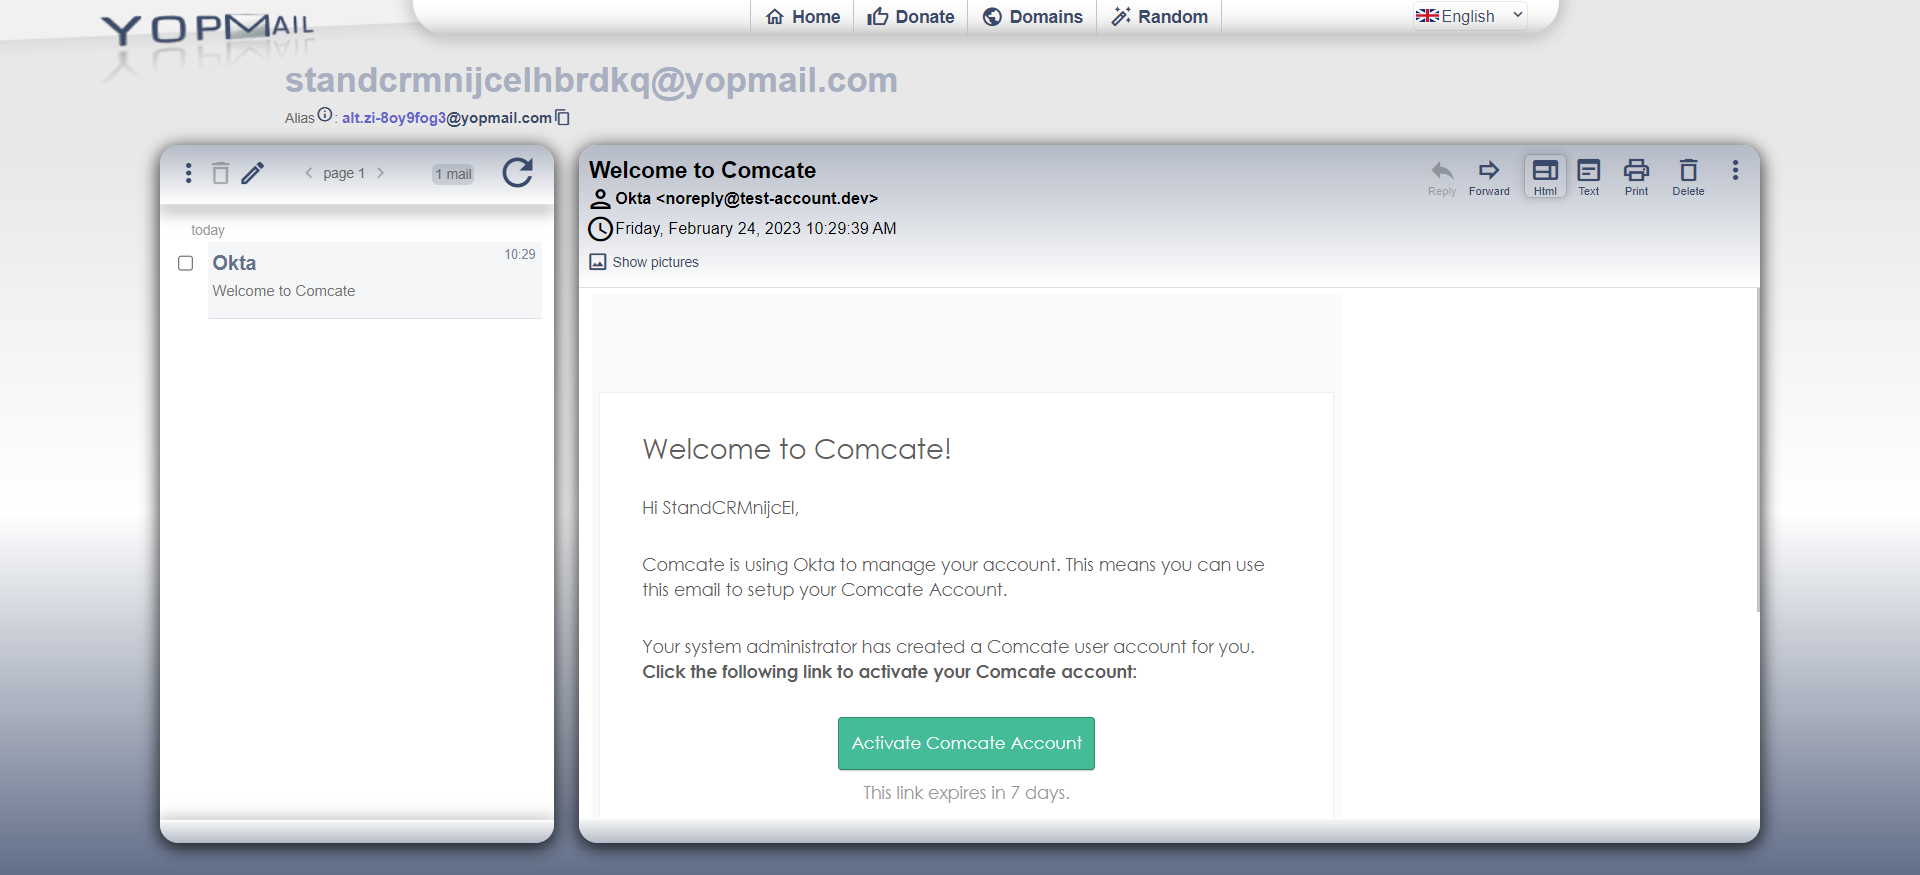 YOPMAIL
Home
Donate
Domains
Random
English
standcrmnijcelhbrdkq@yopmail.com
Alias : alt.zi-8oy9fog3@yopmail.com
page 1
1 mail
today
Okta
10:29
Welcome to Comcate
Welcome to Comcate
Okta <noreply@test-account.dev>
Friday, February 24, 2023 10:29:39 AM
Show pictures
Reply
Forward
Html
Text
Print
Delete
Welcome to Comcate!
Hi StandCRMnijcEl,
Comcate is using Okta to manage your account. This means you can use
this email to setup your Comcate Account.
Your system administrator has created a Comcate user account for you.
Click the following link to activate your Comcate account:
Activate Comcate Account
This link expires in 7 days.